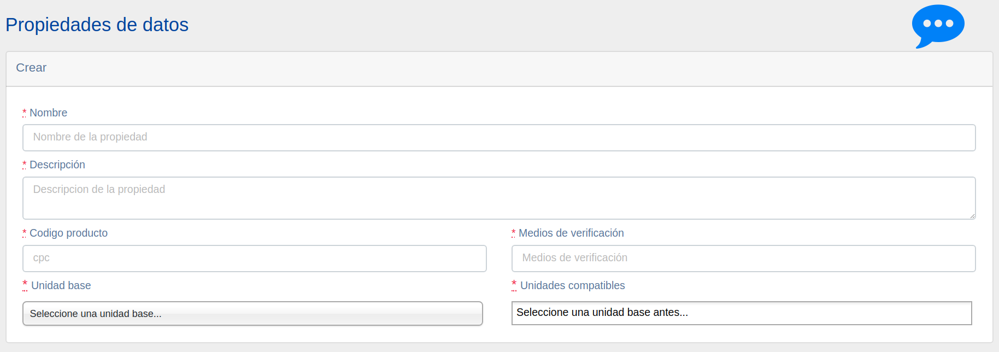 Propiedades de datos
Crear
* Nombre
Nombre de la propiedad
* Descripción
Descripcion de la propiedad
* Codigo producto
* Medios de verificación
cpc
Medios de verificación
* Unidad base
* Unidades compatibles
Seleccione una unidad base...
Seleccione una unidad base antes...